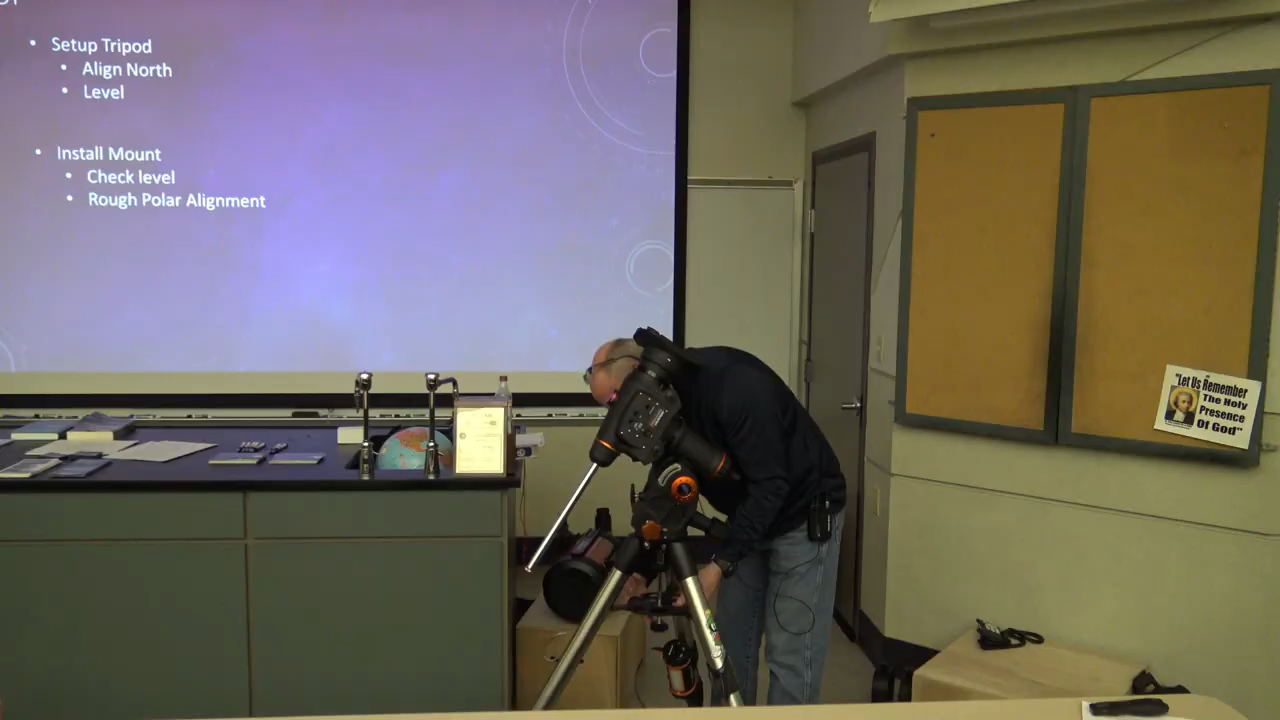 Setup Tripod
Align North
Level
Install Mount
Check level
Rough Polar Alignment
"Let Us Remember
The Holy
Presence
Of God"